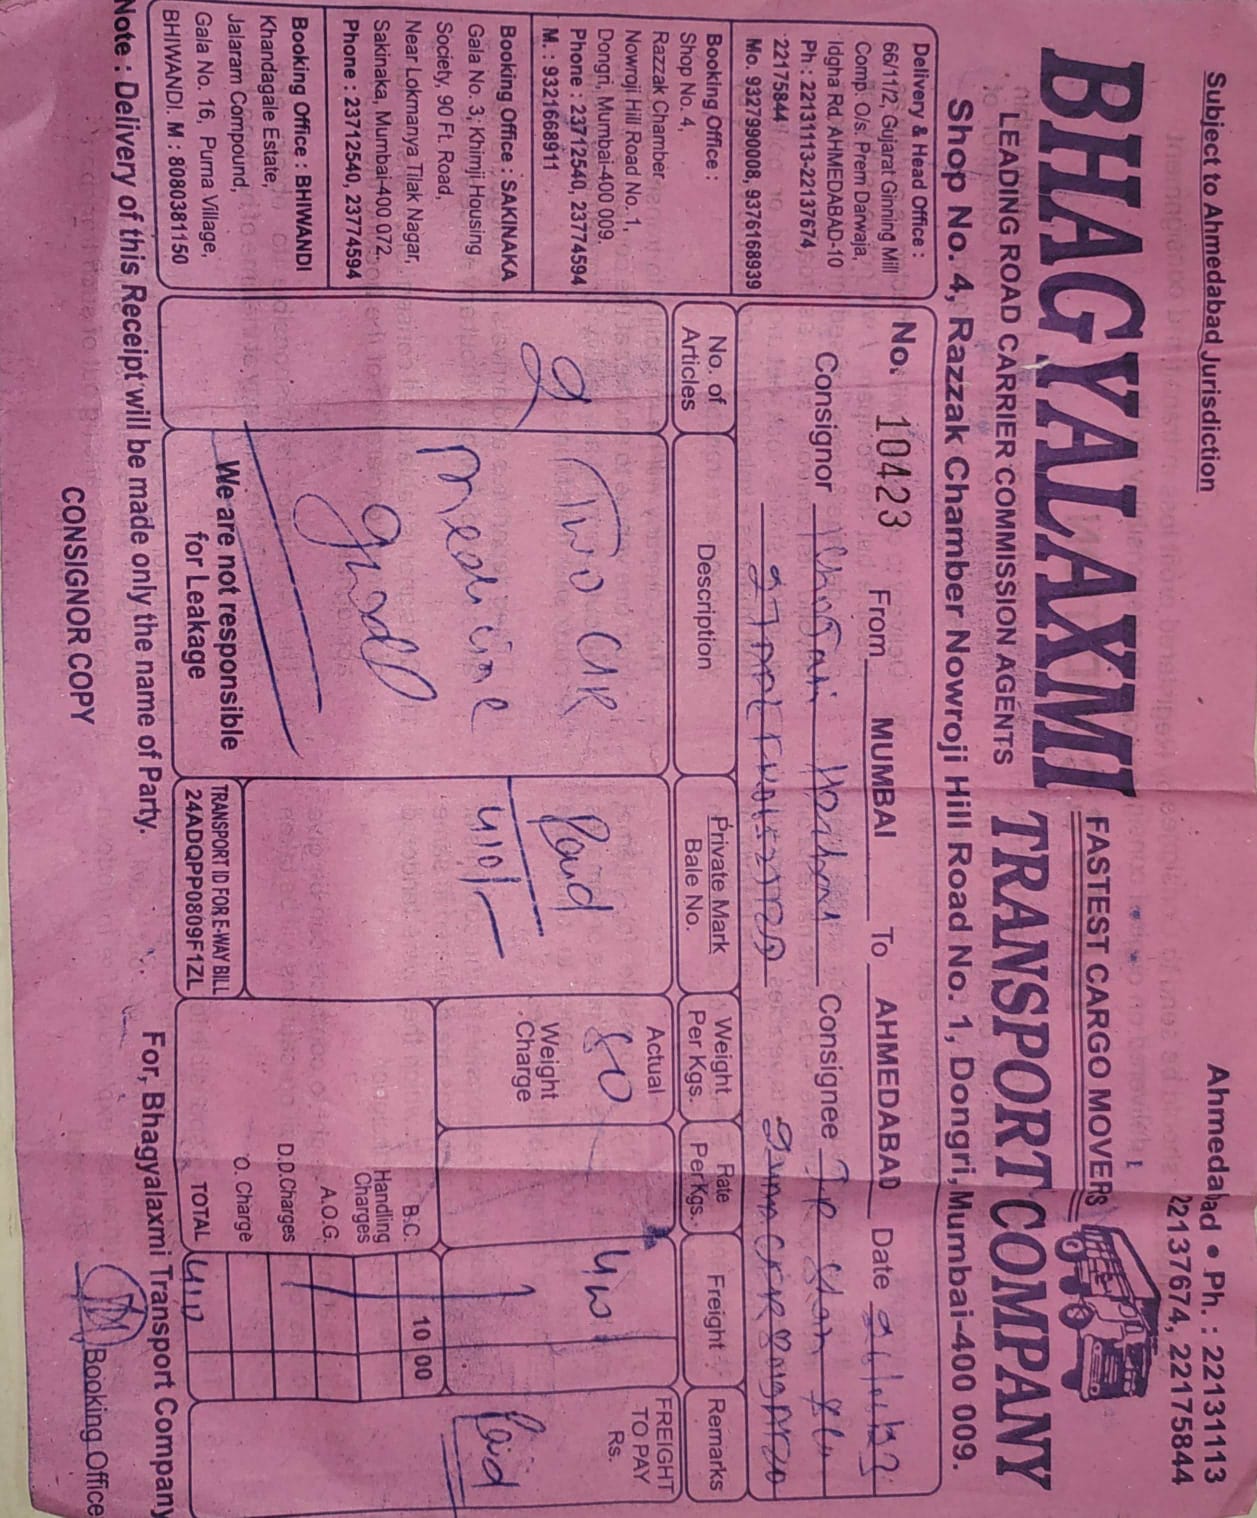 Subject to Ahmedabad Jurisdiction
Ahmedabad • Ph. : 22131113
22137674, 22175844
BHAGYALAXMI
FASTEST CARGO MOVERS
TRANSPORT COMPANY
LEADING ROAD CARRIER COMMISSION AGENTS
Shop No. 4, Razzak Chamber Nowroji Hill Road No. 1, Dongri, Mumbai-400 009.
Delivery & Head Office :
66/11/2, Gujarat Ginning Mill
Comp. O/s. Prem Darwaja,
Idgha Rd. AHMEDABAD-10
Ph : 22131113-22137674,
22175844
Mo. 9327990008, 9376168939
Booking Office :
Shop No. 4,
Razzak Chamber
Nowroji Hill Road No. 1,
Dongri, Mumbai-400 009.
Phone : 23712540, 23774594
M. : 9321668911
Booking Office : SAKINAKA
Gala No. 3, Khimji Housing
Society, 90 Ft. Road,
Near Lokmanya Tilak Nagar,
Sakinaka, Mumbai-400 072.
Phone : 23712540, 23774594
Booking Office : BHIWANDI
Khandagale Estate,
Jalaram Compound,
Gala No. 16, Purna Village,
BHIWANDI. M : 8080381150
No. 10423 From MUMBAI To AHMEDABAD Date
Consignor Consignee
No. of Articles
Description
Private Mark
Bale No.
Weight Per Kgs.
Rate Per Kgs.
Freight
Remarks
2
Two
Medicine
Paid
410/-
Actual
80
Weight Charge
FREIGHT
TO PAY
Rs.
Paid
B.C. 10 00
Handling Charges
A.O.G.
D.D.Charges
O. Charge
TOTAL 410
We are not responsible
for Leakage
TRANSPORT ID FOR E-WAY BILL
24ADQPP0809F1ZL
Note : Delivery of this Receipt will be made only the name of Party.
For, Bhagyalaxmi Transport Company
Booking Office
CONSIGNOR COPY